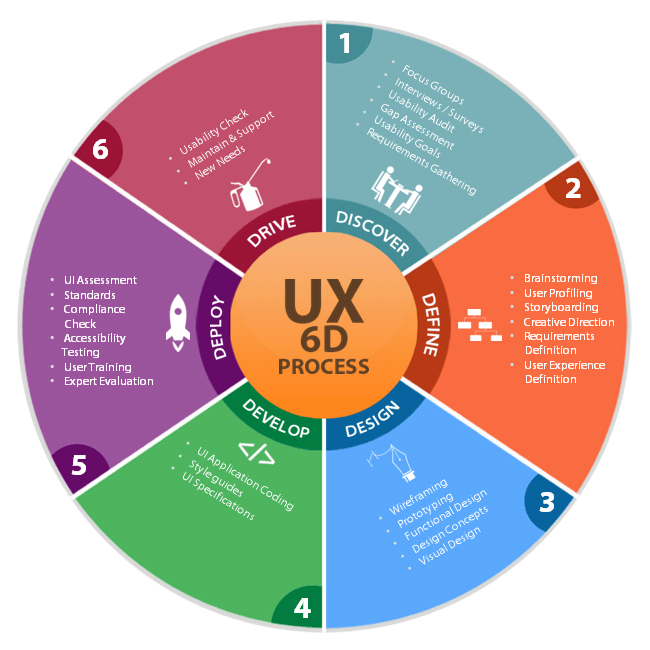 UX
6D
PROCESS
1
DISCOVER
Focus Groups
Interviews / Surveys
Usability Audit
Gap Assessment
Usability Goals
Requirements Gathering
2
DEFINE
Brainstorming
User Profiling
Storyboarding
Creative Direction
Requirements
Definition
User Experience
Definition
3
DESIGN
Wireframing
Prototyping
Functional Design
Design Concepts
Visual Design
4
DEVELOP
</>
UI Application Coding
Style guides
UI Specifications
5
DEPLOY
UI Assessment
Standards
Compliance
Check
Accessibility
Testing
User Training
Expert Evaluation
6
DRIVE
Usability Check
Maintain & Support
New Needs